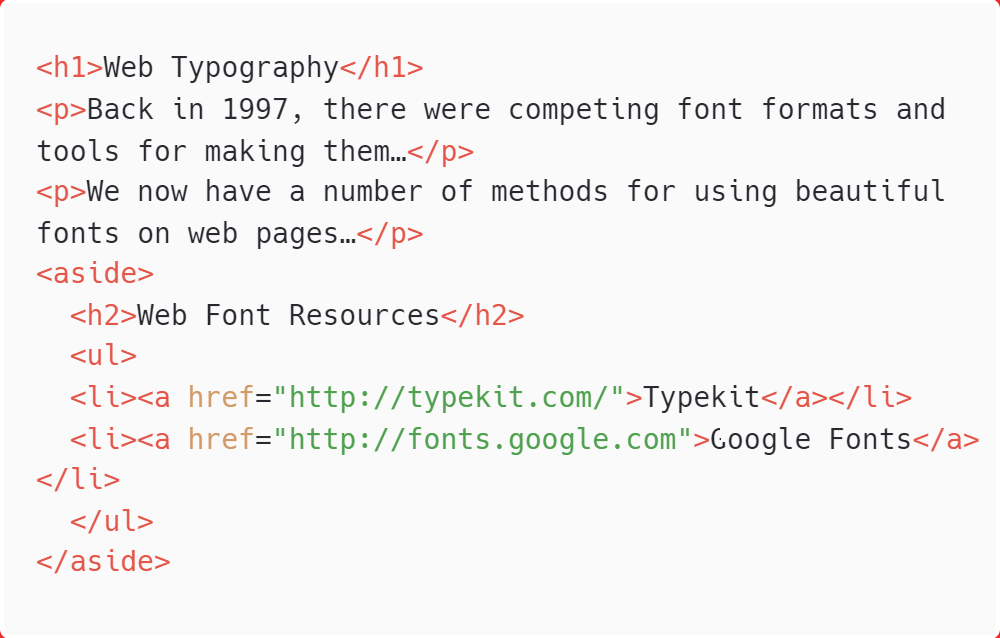 <h1>Web Typography</h1>
<p>Back in 1997, there were competing font formats and
tools for making them…</p>
<p>We now have a number of methods for using beautiful
fonts on web pages…</p>
<aside>
  <h2>Web Font Resources</h2>
  <ul>
  <li><a href="http://typekit.com/">Typekit</a></li>
  <li><a href="http://fonts.google.com">Google Fonts</a>
</li>
  </ul>
</aside>